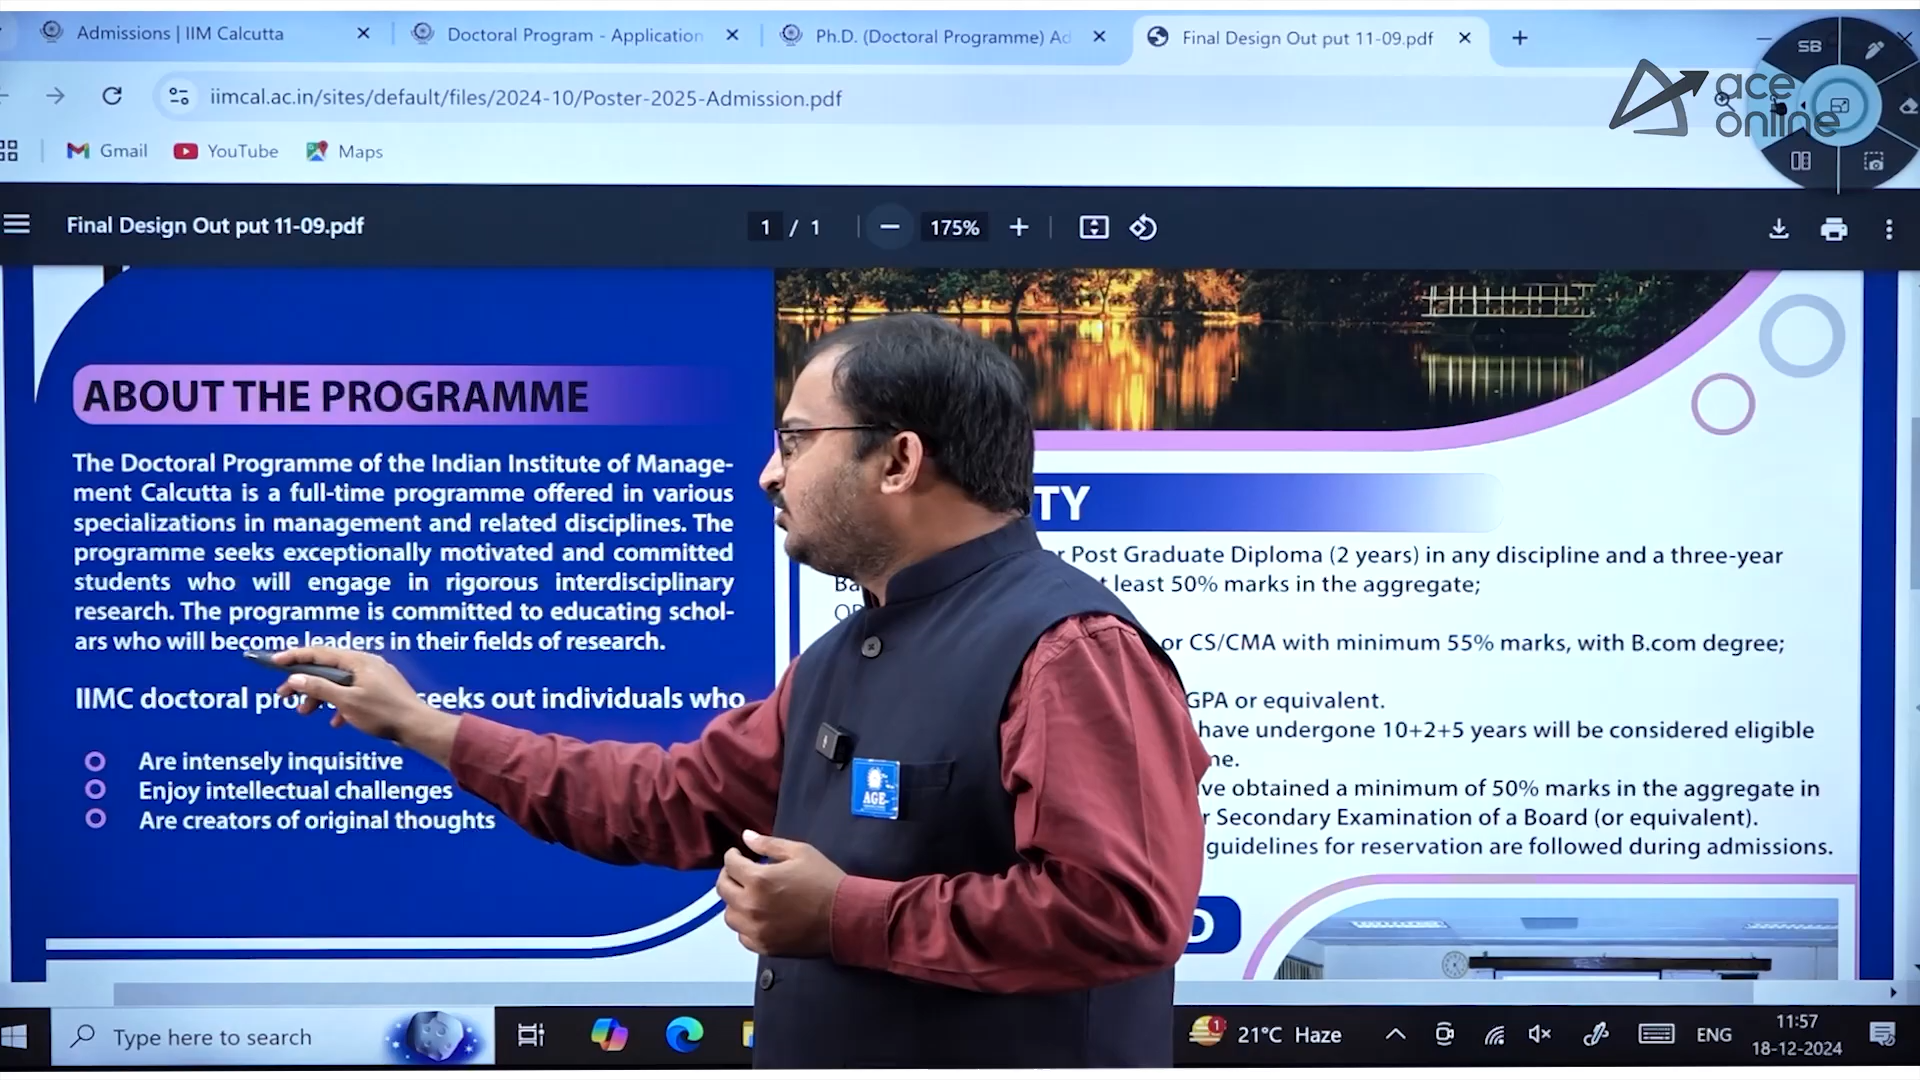 Admissions | IIM Calcutta
Doctoral Program - Application
Ph.D. (Doctoral Programme) Ad
Final Design Out put 11-09.pdf
SB
iimcal.ac.in/sites/default/files/2024-10/Poster-2025-Admission.pdf
ace
online
Gmail
YouTube
Maps
Final Design Out put 11-09.pdf
1 / 1
175%
ABOUT THE PROGRAMME
The Doctoral Programme of the Indian Institute of Manage-
ment Calcutta is a full-time programme offered in various
specializations in management and related disciplines. The
programme seeks exceptionally motivated and committed
students who will engage in rigorous interdisciplinary
research. The programme is committed to educating schol-
ars who will become leaders in their fields of research.
IIMC doctoral seeks out individuals who
Are intensely inquisitive
Enjoy intellectual challenges
Are creators of original thoughts
TY
Post Graduate Diploma (2 years) in any discipline and a three-year
least 50% marks in the aggregate;
or CS/CMA with minimum 55% marks, with B.com degree;
GPA or equivalent.
have undergone 10+2+5 years will be considered eligible
obtained a minimum of 50% marks in the aggregate in
Secondary Examination of a Board (or equivalent).
guidelines for reservation are followed during admissions.
D
ACE
Type here to search
1
21°C Haze
ENG
11:57
18-12-2024